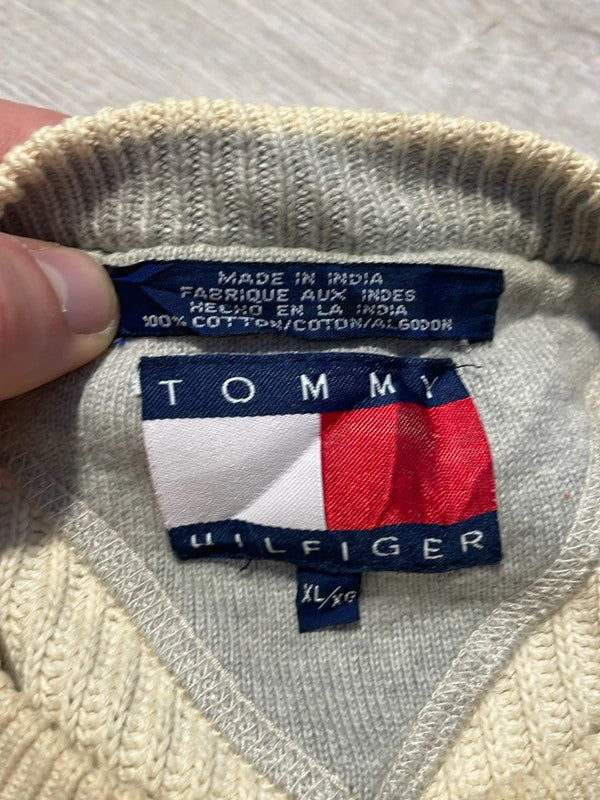 MADE IN INDIA
FABRIQUE AUX INDES
HECHO EN LA INDIA
100% COTTON/COTON/ALGODON
TOMMY
HILFIGER
XL/XG